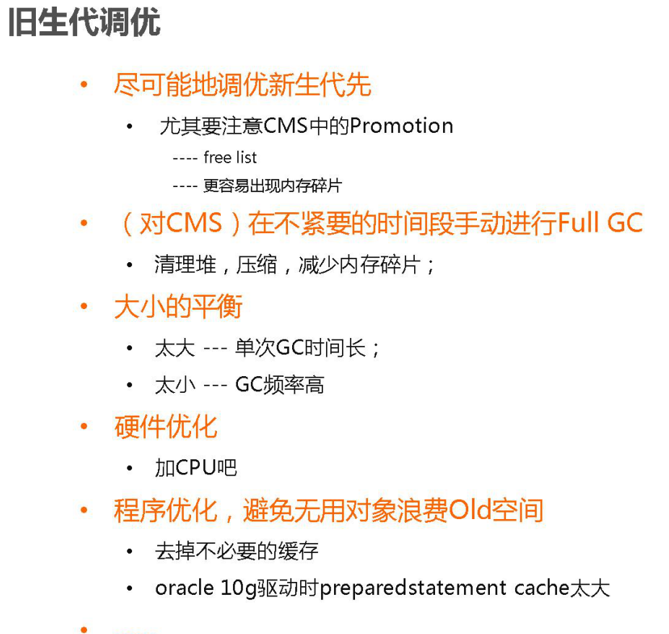 旧生代调优
• 尽可能地调优新生代先
• 尤其要注意CMS中的Promotion
---- free list
---- 更容易出现内存碎片
• （对CMS）在不紧要的时间段手动进行Full GC
• 清理堆，压缩，减少内存碎片；
• 大小的平衡
• 太大 --- 单次GC时间长；
• 太小 --- GC频率高
• 硬件优化
• 加CPU吧
• 程序优化，避免无用对象浪费Old空间
• 去掉不必要的缓存
• oracle 10g驱动时preparedstatement cache太大
•